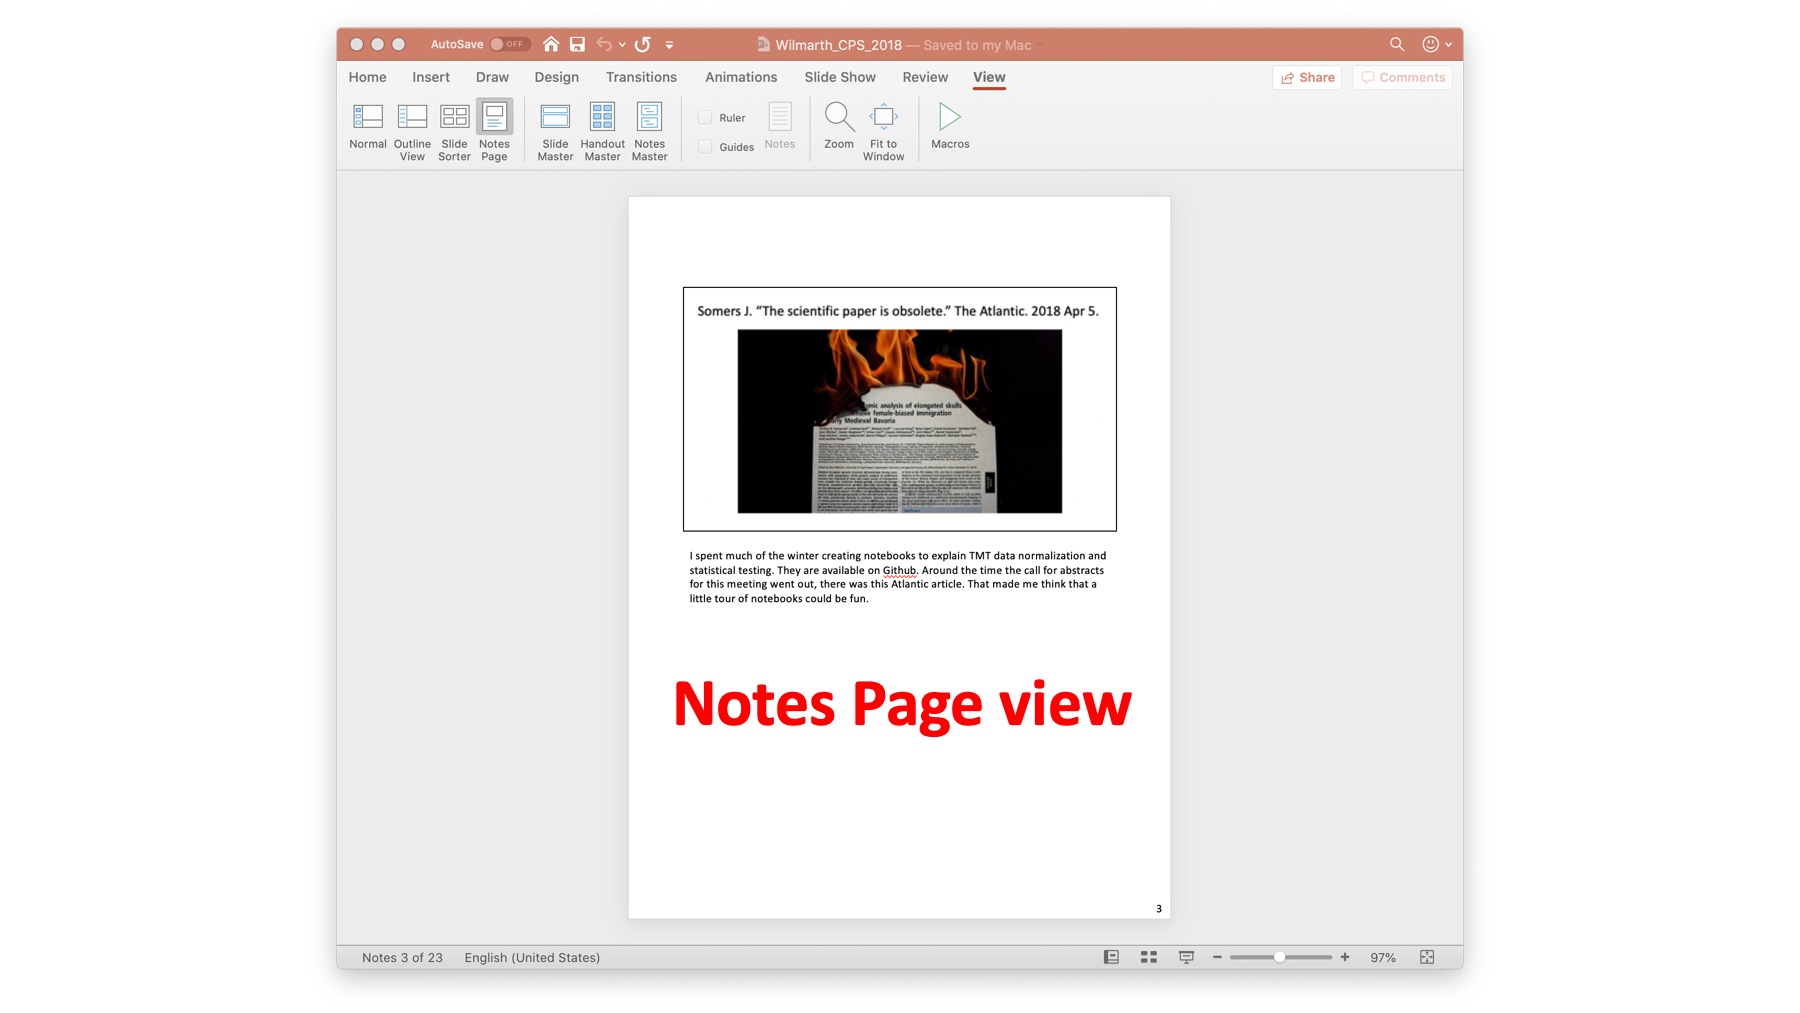 AutoSave OFF Wilmarth_CPS_2018 — Saved to my Mac
Home Insert Draw Design Transitions Animations Slide Show Review View Share Comments
Normal Outline View Slide Sorter Notes Page Slide Master Handout Master Notes Master Ruler Guides Notes Zoom Fit to Window Macros
Somers J. “The scientific paper is obsolete.” The Atlantic. 2018 Apr 5.
mic analysis of elongated skulls
female-biased immigration
Medieval Bavaria
I spent much of the winter creating notebooks to explain TMT data normalization and
statistical testing. They are available on Github. Around the time the call for abstracts
for this meeting went out, there was this Atlantic article. That made me think that a
little tour of notebooks could be fun.
Notes Page view
3
Notes 3 of 23 English (United States) 97%